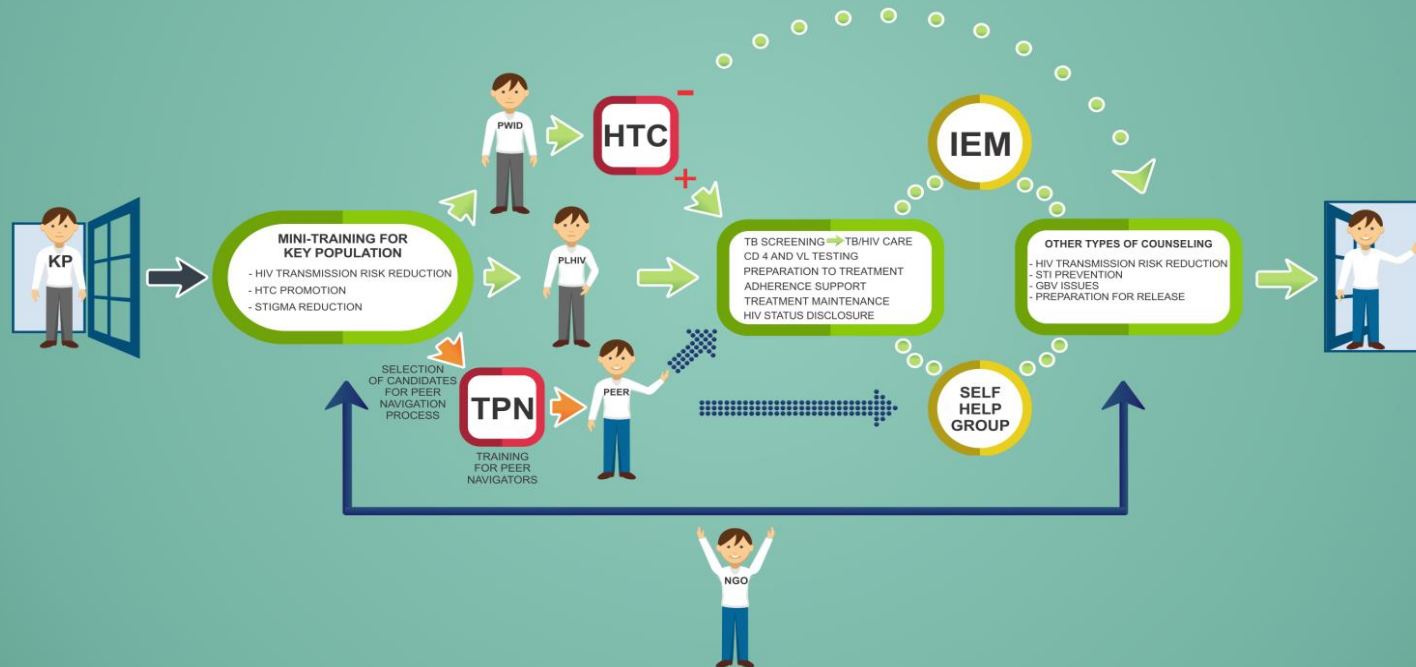 KP
MINI-TRAINING FOR
KEY POPULATION
- HIV TRANSMISSION RISK REDUCTION
- HTC PROMOTION
- STIGMA REDUCTION
PWID
HTC
-
+
PLHIV
SELECTION
OF CANDIDATES
FOR PEER
NAVIGATION
PROCESS
TPN
TRAINING
FOR PEER
NAVIGATORS
PEER
TB SCREENING TB/HIV CARE
CD 4 AND VL TESTING
PREPARATION TO TREATMENT
ADHERENCE SUPPORT
TREATMENT MAINTENANCE
HIV STATUS DISCLOSURE
IEM
SELF
HELP
GROUP
OTHER TYPES OF COUNSELING
- HIV TRANSMISSION RISK REDUCTION
- STI PREVENTION
- GBV ISSUES
- PREPARATION FOR RELEASE
NGO